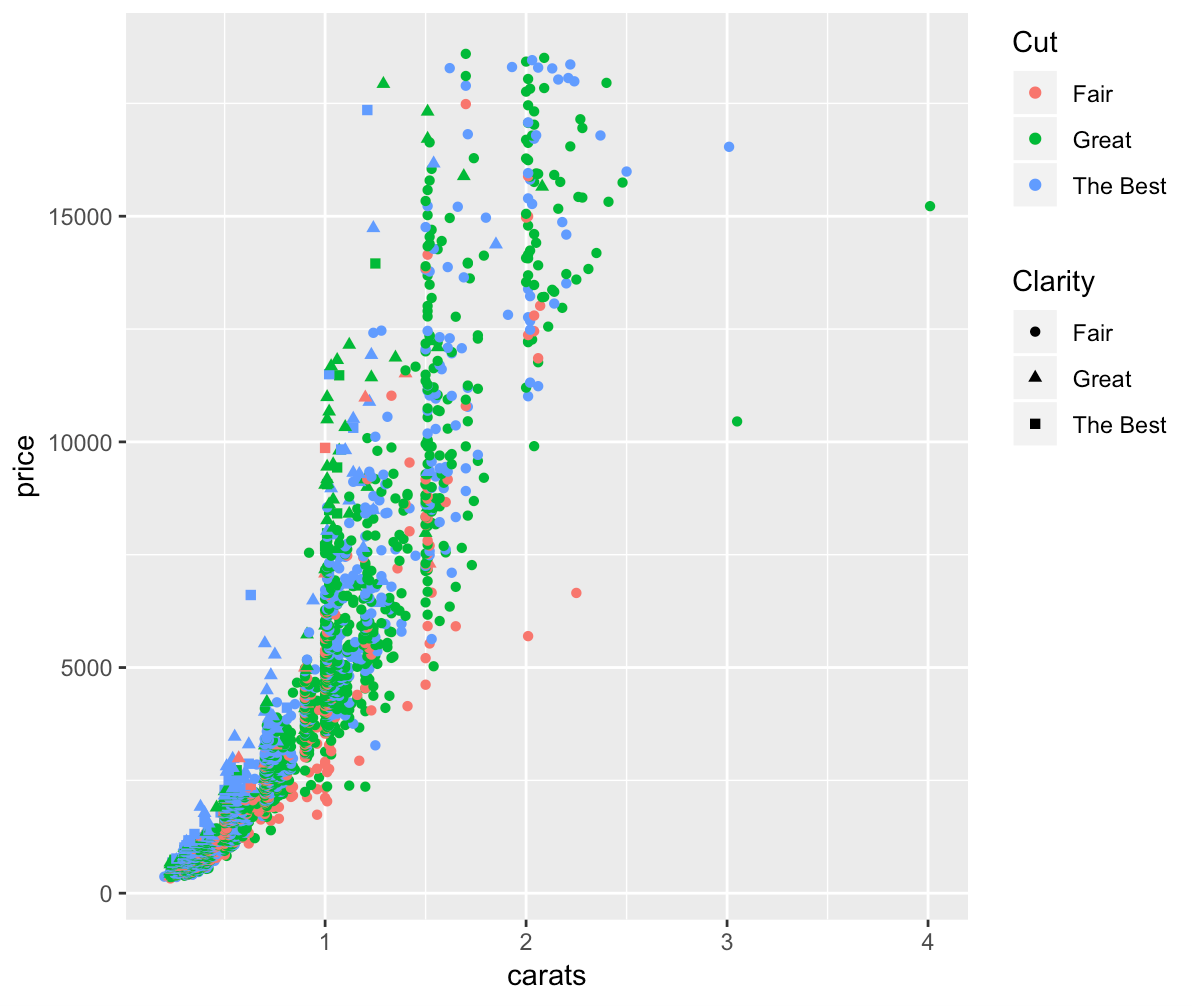 price
15000
10000
5000
0
1 2 3 4
carats
Cut
Fair
Great
The Best
Clarity
Fair
Great
The Best